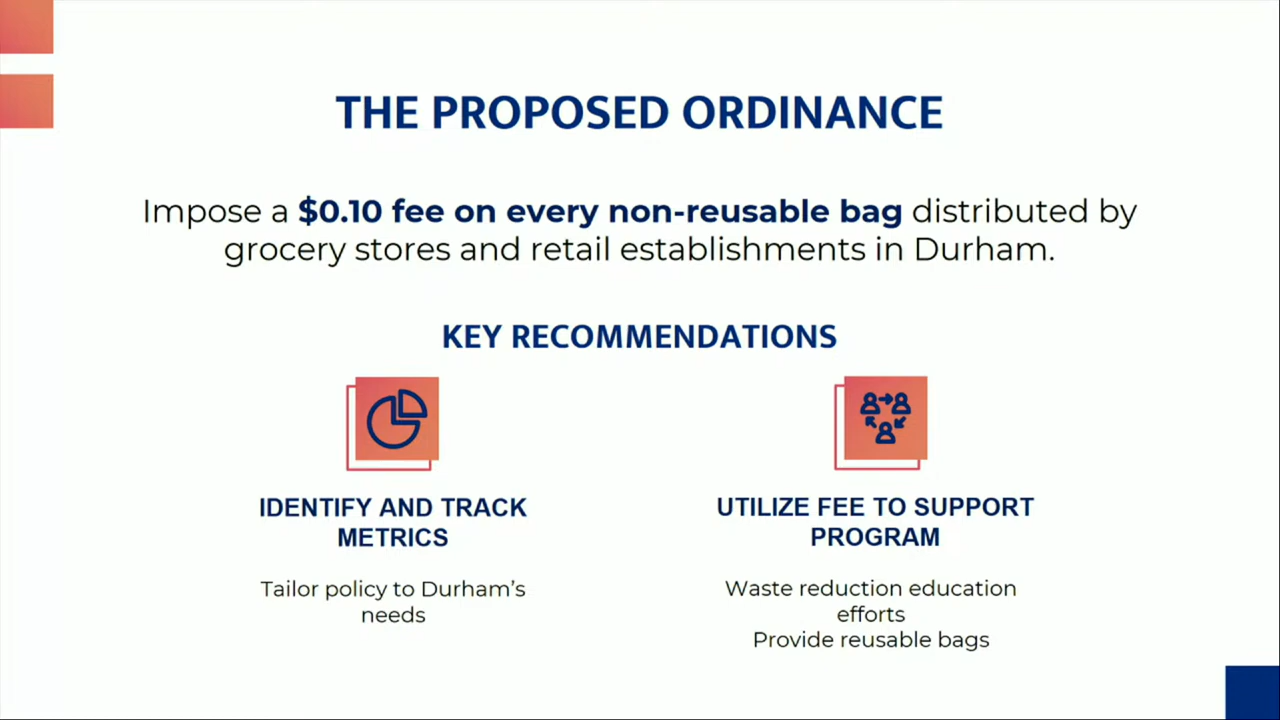 THE PROPOSED ORDINANCE
Impose a $0.10 fee on every non-reusable bag distributed by
grocery stores and retail establishments in Durham.
KEY RECOMMENDATIONS
IDENTIFY AND TRACK
METRICS
Tailor policy to Durham's
needs
UTILIZE FEE TO SUPPORT
PROGRAM
Waste reduction education
efforts
Provide reusable bags